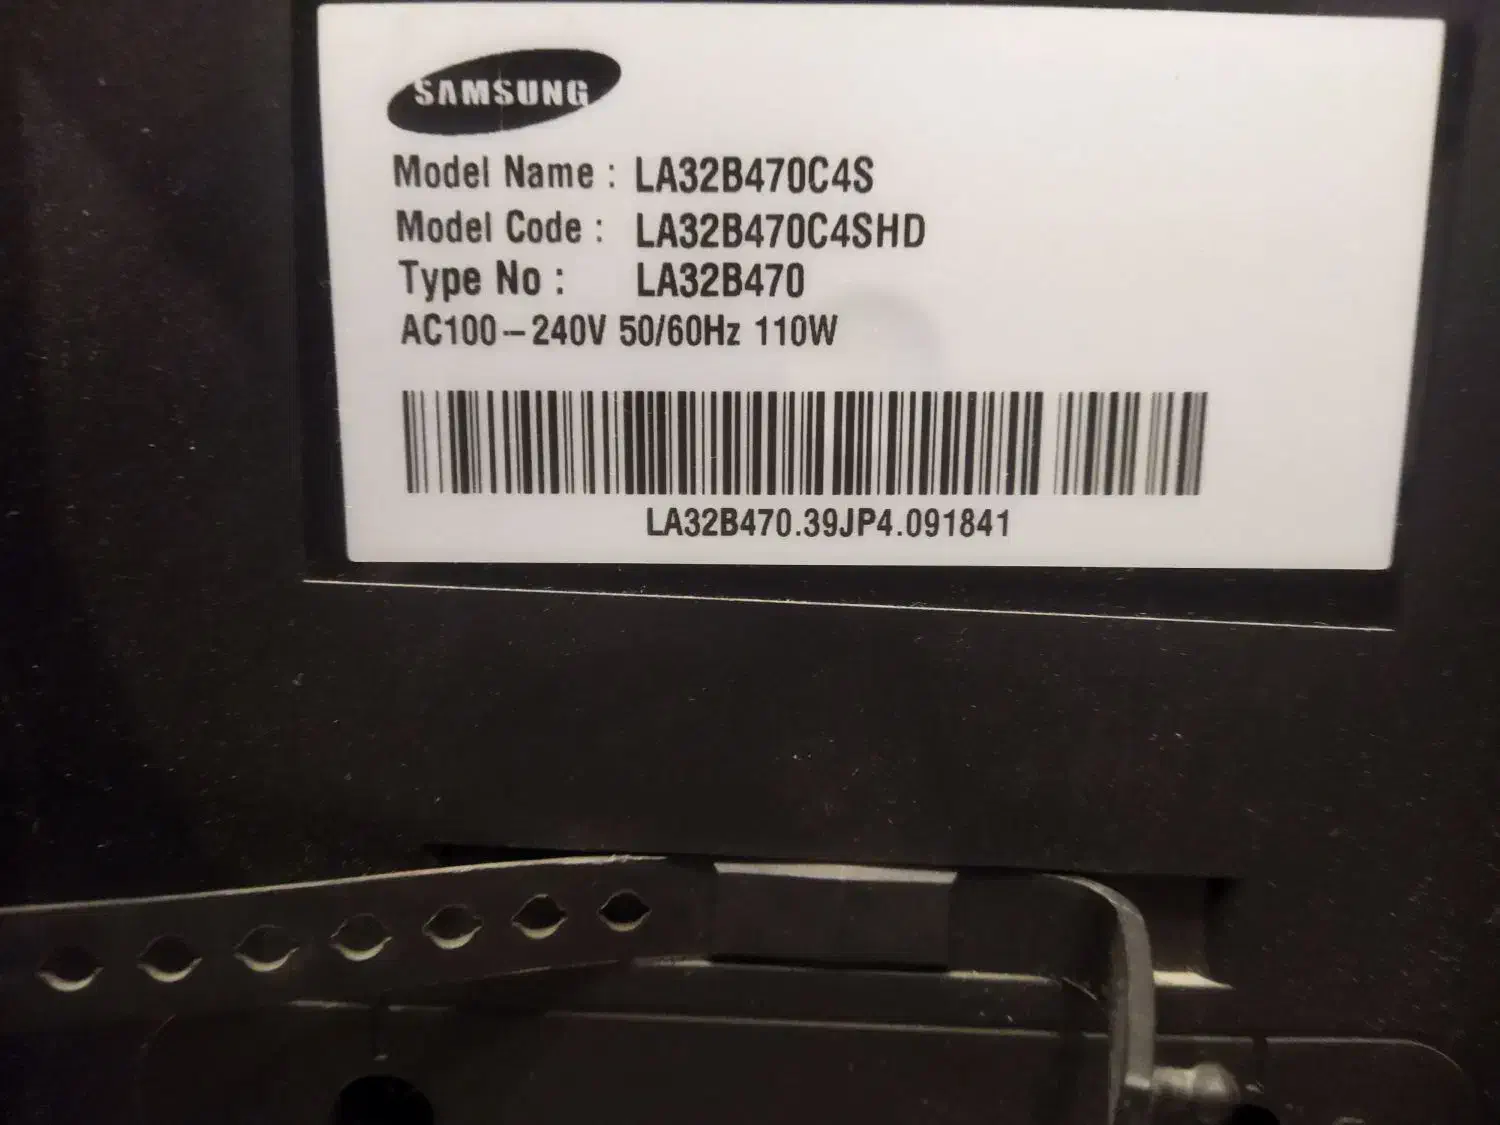 SAMSUNG
Model Name : LA32B470C4S
Model Code : LA32B470C4SHD
Type No : LA32B470
AC100-240V 50/60Hz 110W
LA32B470.39JP4.091841